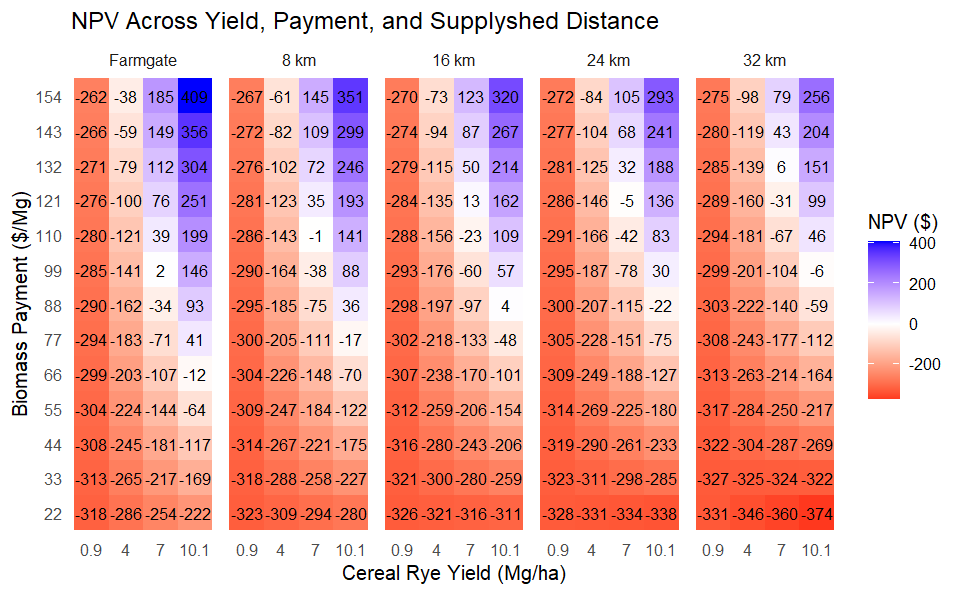 NPV Across Yield, Payment, and Supplyshed Distance
Farmgate 8 km 16 km 24 km 32 km
154 -262 -38 185 409 -267 -61 145 351 -270 -73 123 320 -272 -84 105 293 -275 -98 79 256
143 -266 -59 149 356 -272 -82 109 299 -274 -94 87 267 -277 -104 68 241 -280 -119 43 204
132 -271 -79 112 304 -276 -102 72 246 -279 -115 50 214 -281 -125 32 188 -285 -139 6 151
121 -276 -100 76 251 -281 -123 35 193 -284 -135 13 162 -286 -146 -5 136 -289 -160 -31 99
110 -280 -121 39 199 -286 -143 -1 141 -288 -156 -23 109 -291 -166 -42 83 -294 -181 -67 46
99 -285 -141 2 146 -290 -164 -38 88 -293 -176 -60 57 -295 -187 -78 30 -299 -201 -104 -6
88 -290 -162 -34 93 -295 -185 -75 36 -298 -197 -97 4 -300 -207 -115 -22 -303 -222 -140 -59
77 -294 -183 -71 41 -300 -205 -111 -17 -302 -218 -133 -48 -305 -228 -151 -75 -308 -243 -177 -112
66 -299 -203 -107 -12 -304 -226 -148 -70 -307 -238 -170 -101 -309 -249 -188 -127 -313 -263 -214 -164
55 -304 -224 -144 -64 -309 -247 -184 -122 -312 -259 -206 -154 -314 -269 -225 -180 -317 -284 -250 -217
44 -308 -245 -181 -117 -314 -267 -221 -175 -316 -280 -243 -206 -319 -290 -261 -233 -322 -304 -287 -269
33 -313 -265 -217 -169 -318 -288 -258 -227 -321 -300 -280 -259 -323 -311 -298 -285 -327 -325 -324 -322
22 -318 -286 -254 -222 -323 -309 -294 -280 -326 -321 -316 -311 -328 -331 -334 -338 -331 -346 -360 -374
0.9 4 7 10.1 0.9 4 7 10.1 0.9 4 7 10.1 0.9 4 7 10.1 0.9 4 7 10.1
Cereal Rye Yield (Mg/ha)
Biomass Payment ($/Mg)
NPV ($)
400
200
0
-200